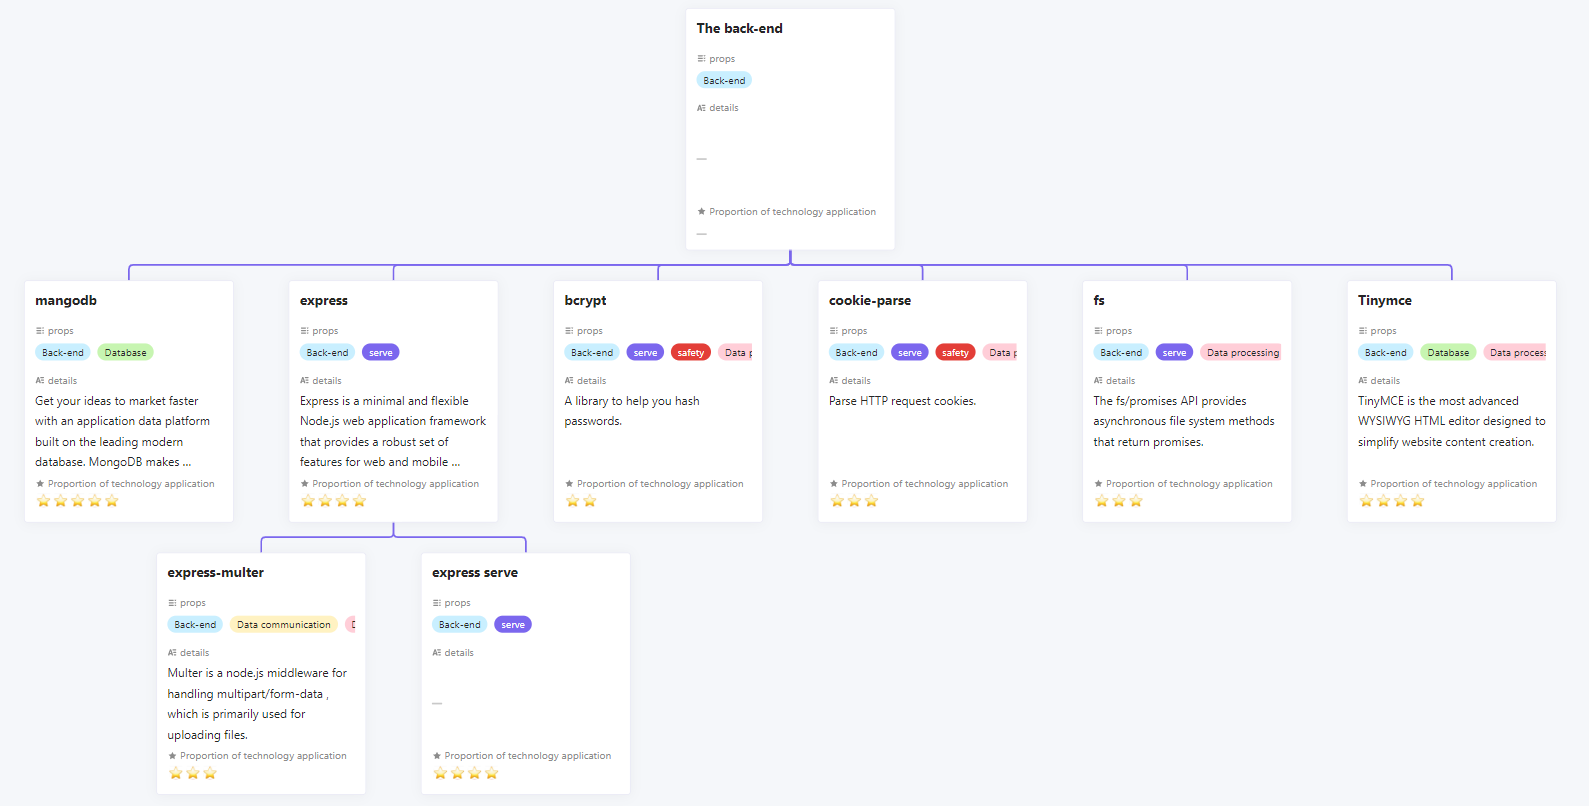 The back-end
props
Back-end
details
—
Proportion of technology application
—
mangodb
props
Back-end Database
details
Get your ideas to market faster
with an application data platform
built on the leading modern
database. MongoDB makes ...
Proportion of technology application
express
props
Back-end serve
details
Express is a minimal and flexible
Node.js web application framework
that provides a robust set of
features for web and mobile ...
Proportion of technology application
bcrypt
props
Back-end serve safety Data p
details
A library to help you hash
passwords.
Proportion of technology application
cookie-parse
props
Back-end serve safety Data p
details
Parse HTTP request cookies.
Proportion of technology application
fs
props
Back-end serve Data processing
details
The fs/promises API provides
asynchronous file system methods
that return promises.
Proportion of technology application
Tinymce
props
Back-end Database Data process
details
TinyMCE is the most advanced
WYSIWYG HTML editor designed to
simplify website content creation.
Proportion of technology application
express-multer
props
Back-end Data communication
details
Multer is a node.js middleware for
handling multipart/form-data ,
which is primarily used for
uploading files.
Proportion of technology application
express serve
props
Back-end serve
details
—
Proportion of technology application